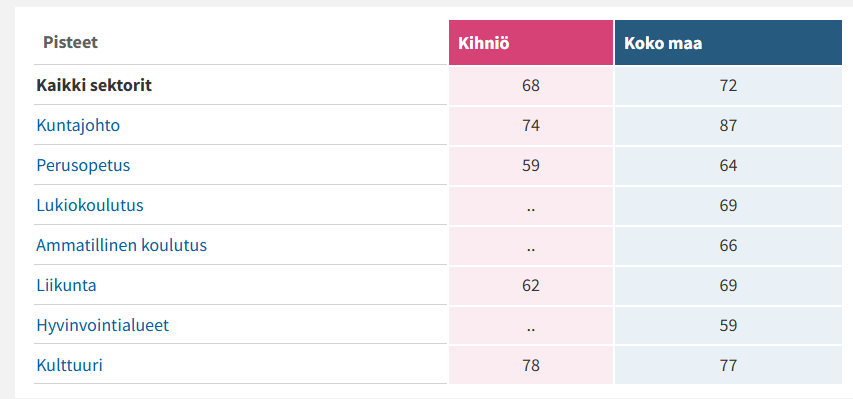 Pisteet Kihniö Koko maa
Kaikki sektorit 68 72
Kuntajohto 74 87
Perusopetus 59 64
Lukiokoulutus .. 69
Ammatillinen koulutus .. 66
Liikunta 62 69
Hyvinvointialueet .. 59
Kulttuuri 78 77